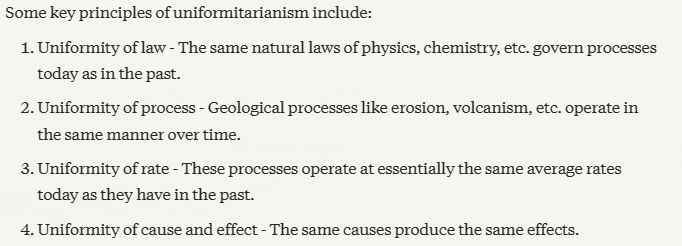 Some key principles of uniformitarianism include:
1. Uniformity of law - The same natural laws of physics, chemistry, etc. govern processes
today as in the past.
2. Uniformity of process - Geological processes like erosion, volcanism, etc. operate in
the same manner over time.
3. Uniformity of rate - These processes operate at essentially the same average rates
today as they have in the past.
4. Uniformity of cause and effect - The same causes produce the same effects.